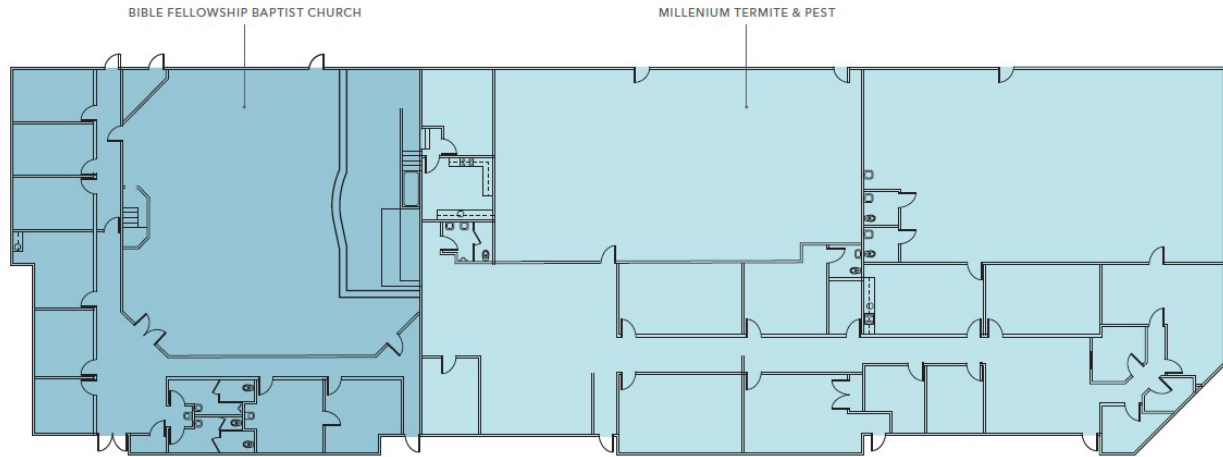 BIBLE FELLOWSHIP BAPTIST CHURCH
MILLENIUM TERMITE & PEST